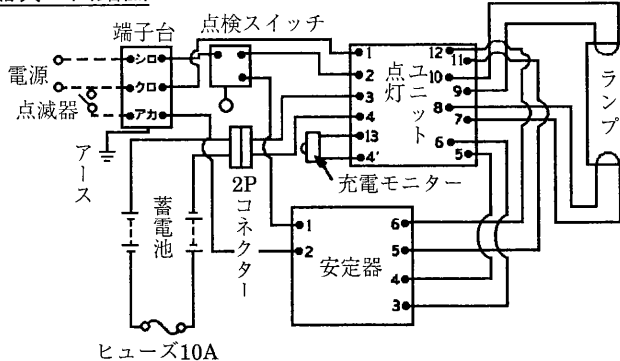 端子台
点検スイッチ
シロ
クロ
アカ
電源
点滅器
アース
蓄電池
ヒューズ10A
2P コネクター
1
2
3
4
13
4'
点灯ユニット
12
11
10
9
8
7
6
5
充電モニター
ランプ
1
2
安定器
6
5
4
3